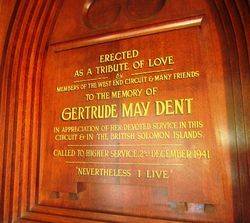 ERECTED
AS A TRIBUTE OF LOVE
BY
MEMBERS OF THE WEST END CIRCUIT & MANY FRIENDS
TO THE MEMORY OF
GERTRUDE MAY DENT
IN APPRECIATION OF HER DEVOTED SERVICE IN THIS
CIRCUIT & IN THE BRITISH SOLOMON ISLANDS.
CALLED TO HIGHER SERVICE 2ND DECEMBER 1941
"NEVERTHELESS I LIVE"